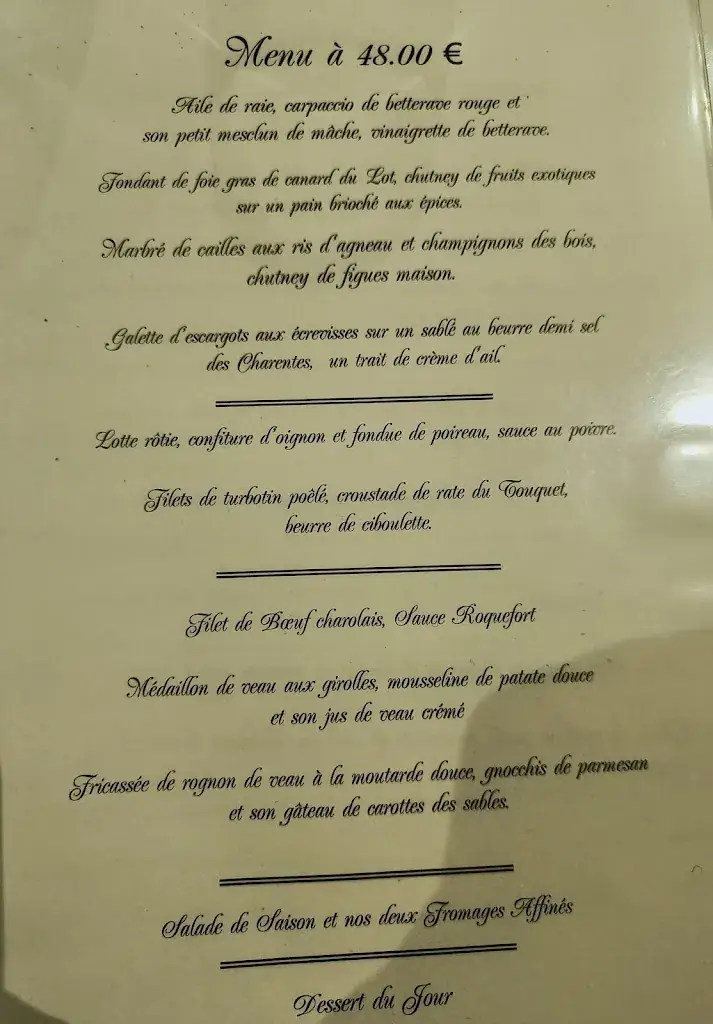 Menu à 48.00 €
Aile de raie, carpaccio de betterave rouge et
son petit mesclun de mâche, vinaigrette de betterave.
Fondant de foie gras de canard du Lot, chutney de fruits exotiques
sur un pain brioché aux épices.
Marbré de cailles aux ris d'agneau et champignons des bois,
chutney de figues maison.
Galette d'escargots aux écrevisses sur un sablé au beurre demi sel
des Charentes, un trait de crème d'ail.
Lotte rôtie, confiture d'oignon et fondue de poireau, sauce au poivre.
Filets de turbotin poêlé, croustade de rate du Touquet,
beurre de ciboulette.
Filet de Bœuf charolais, Sauce Roquefort
Médaillon de veau aux girolles, mousseline de patate douce
et son jus de veau crémé
Fricassée de rognon de veau à la moutarde douce, gnocchis de parmesan
et son gâteau de carottes des sables.
Salade de Saison et nos deux Fromages Affinés
Dessert du Jour